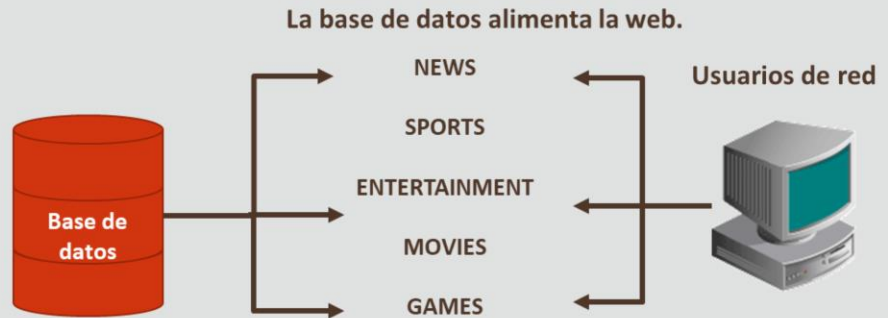 La base de datos alimenta la web.
NEWS
Usuarios de red
SPORTS
ENTERTAINMENT
Base de
datos
MOVIES
GAMES